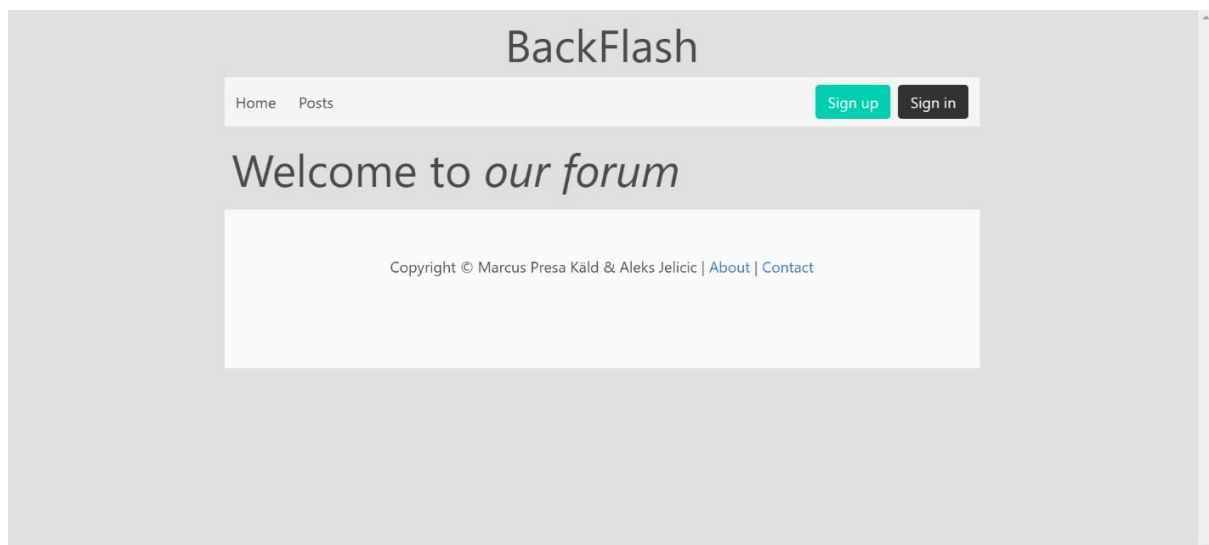 BackFlash
Home Posts Sign up Sign in
Welcome to our forum
Copyright © Marcus Presa Käld & Aleks Jelicic | About | Contact